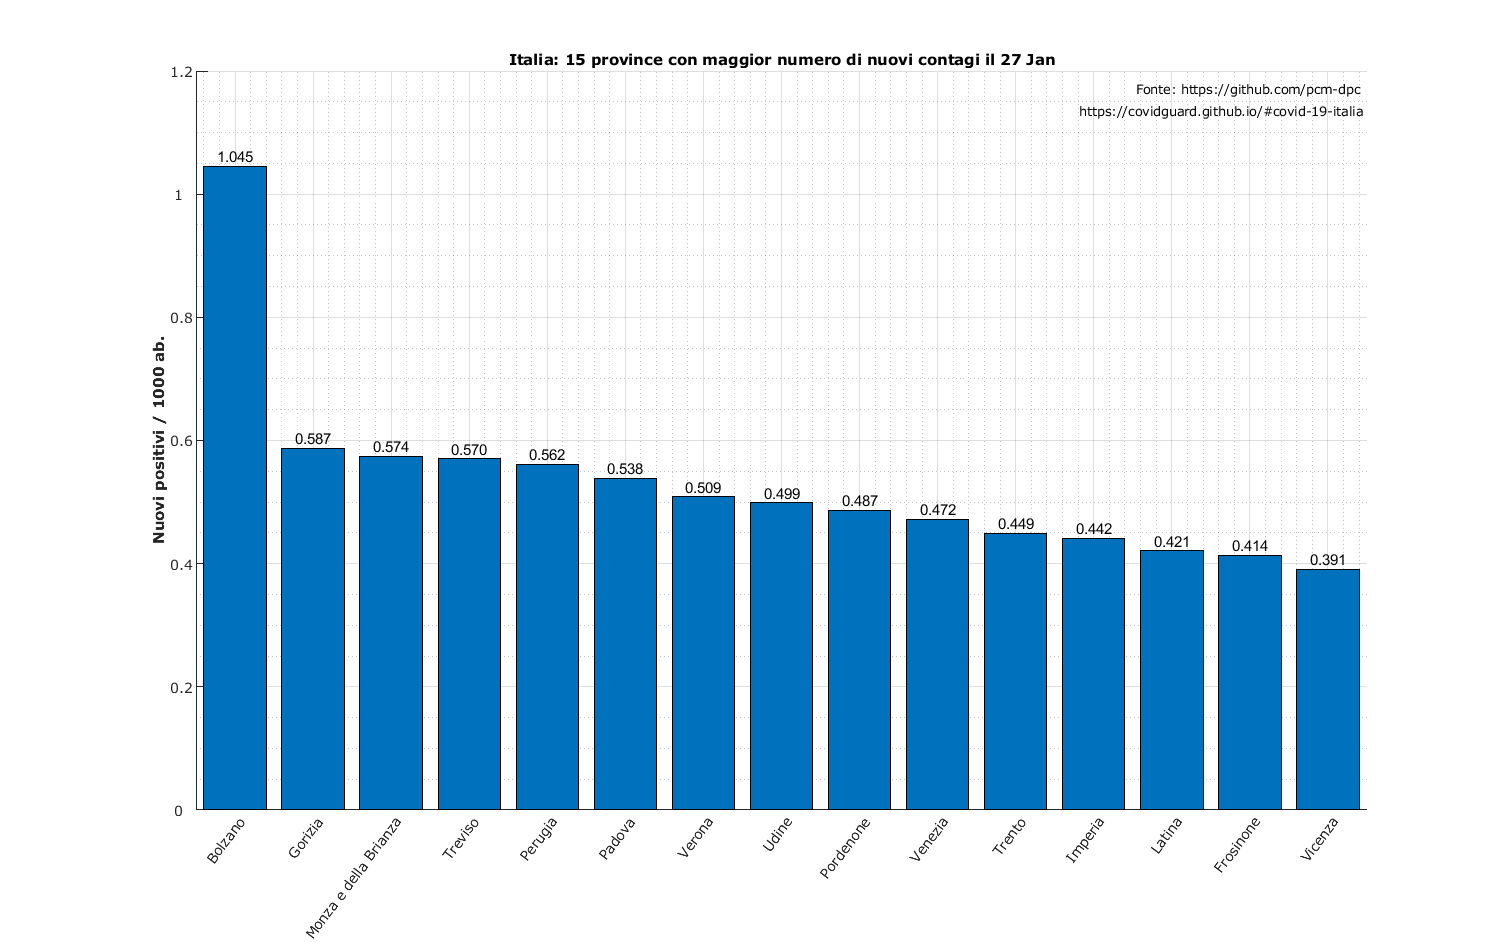 Italia: 15 province con maggior numero di nuovi contagi il 27 Jan
Fonte: https://github.com/pcm-dpc
https://covidguard.github.io/#covid-19-italia
Nuovi positivi / 1000 ab.
1.2
1
0.8
0.6
0.4
0.2
0
1.045
0.587
0.574
0.570
0.562
0.538
0.509
0.499
0.487
0.472
0.449
0.442
0.421
0.414
0.391
Bolzano
Gorizia
Monza e della Brianza
Treviso
Perugia
Padova
Verona
Udine
Pordenone
Venezia
Trento
Imperia
Latina
Frosinone
Vicenza